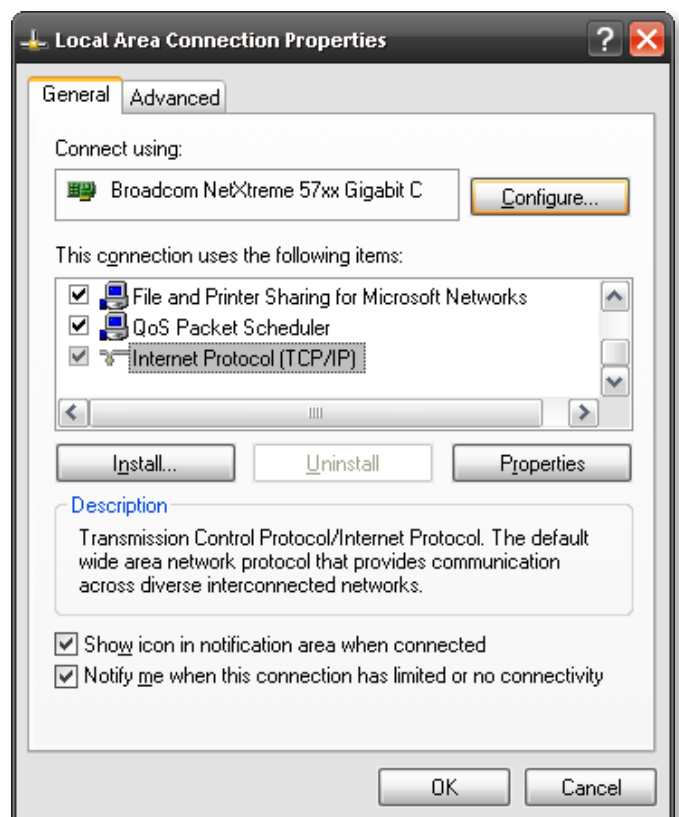 Local Area Connection Properties
General
Advanced
Connect using:
Broadcom NetXtreme 57xx Gigabit C
Configure...
This connection uses the following items:
File and Printer Sharing for Microsoft Networks
QoS Packet Scheduler
Internet Protocol (TCP/IP)
Install...
Uninstall
Properties
Description
Transmission Control Protocol/Internet Protocol. The default
wide area network protocol that provides communication
across diverse interconnected networks.
Show icon in notification area when connected
Notify me when this connection has limited or no connectivity
OK
Cancel